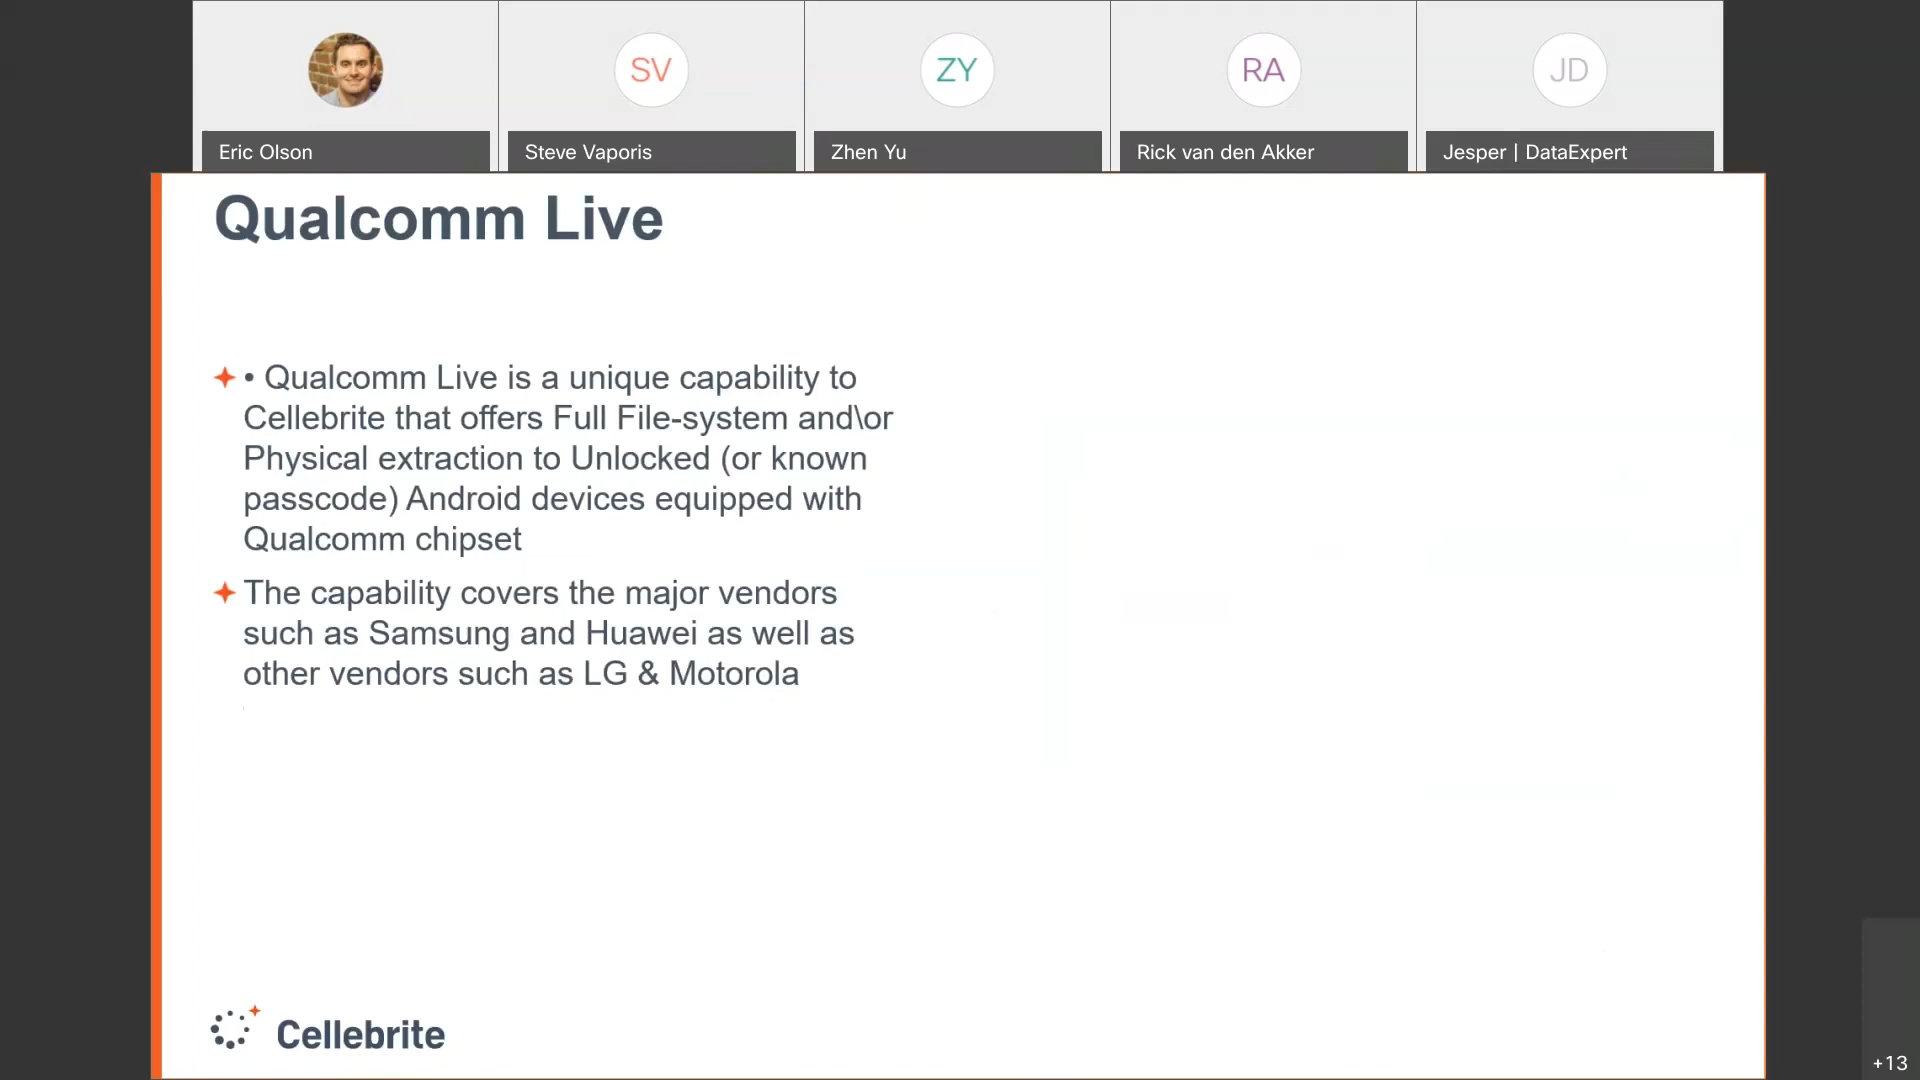 SV
ZY
RA
JD
Eric Olson
Steve Vaporis
Zhen Yu
Rick van den Akker
Jesper | DataExpert
Qualcomm Live
• Qualcomm Live is a unique capability to
Cellebrite that offers Full File-system and\or
Physical extraction to Unlocked (or known
passcode) Android devices equipped with
Qualcomm chipset
The capability covers the major vendors
such as Samsung and Huawei as well as
other vendors such as LG & Motorola
Cellebrite
+13